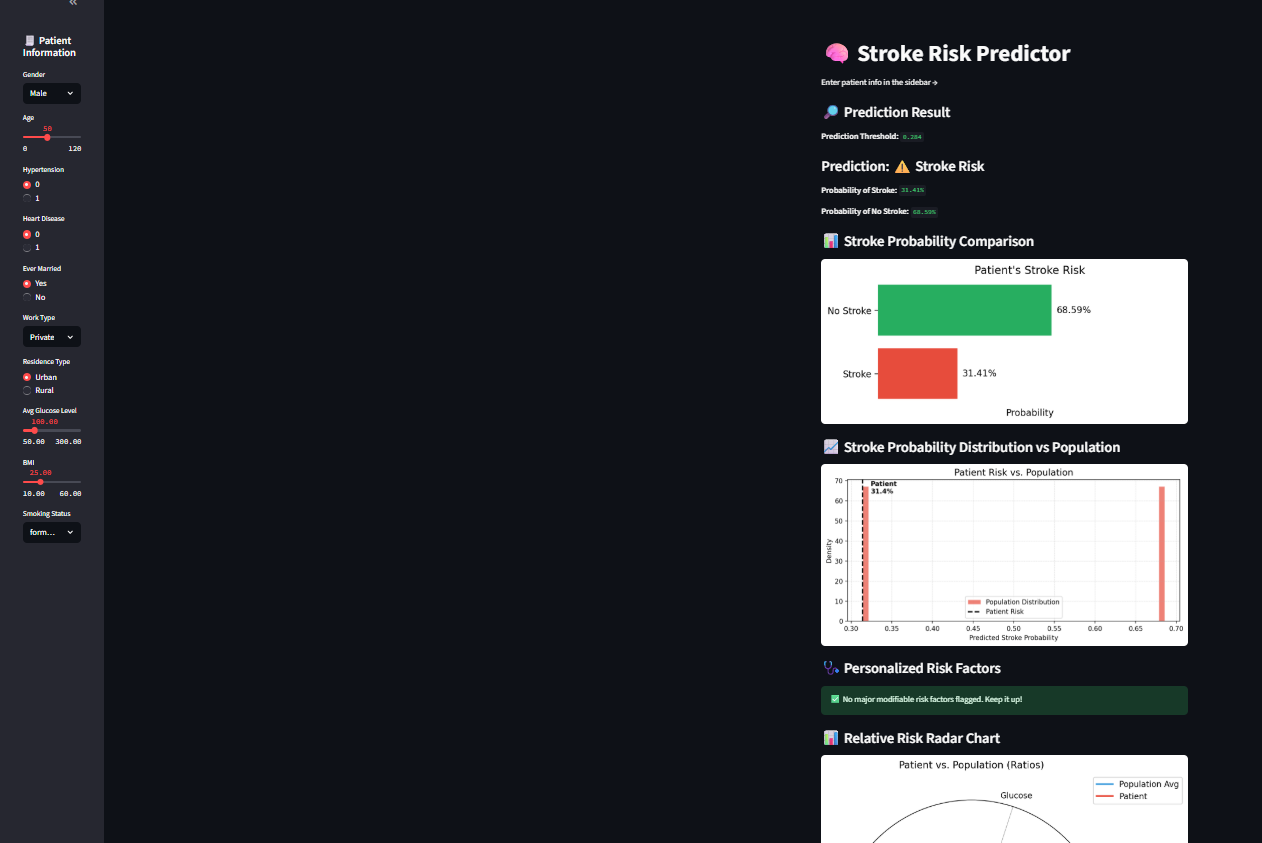 «
Patient
Information
Gender
Male
Age
50
0 120
Hypertension
0
1
Heart Disease
0
1
Ever Married
Yes
No
Work Type
Private
Residence Type
Urban
Rural
Avg Glucose Level
100.00
50.00 300.00
BMI
25.00
10.00 60.00
Smoking Status
form...
Stroke Risk Predictor
Enter patient info in the sidebar →
Prediction Result
Prediction Threshold: 0.284
Prediction: ⚠️ Stroke Risk
Probability of Stroke: 31.41%
Probability of No Stroke: 68.59%
Stroke Probability Comparison
Patient's Stroke Risk
No Stroke 68.59%
Stroke 31.41%
Probability
Stroke Probability Distribution vs Population
Patient Risk vs. Population
Patient
31.4%
70
60
50
40
30
20
10
0
Density
Population Distribution
Patient Risk
0.30 0.35 0.40 0.45 0.50 0.55 0.60 0.65 0.70
Predicted Stroke Probability
Personalized Risk Factors
✅ No major modifiable risk factors flagged. Keep it up!
Relative Risk Radar Chart
Patient vs. Population (Ratios)
Population Avg
Patient
Glucose